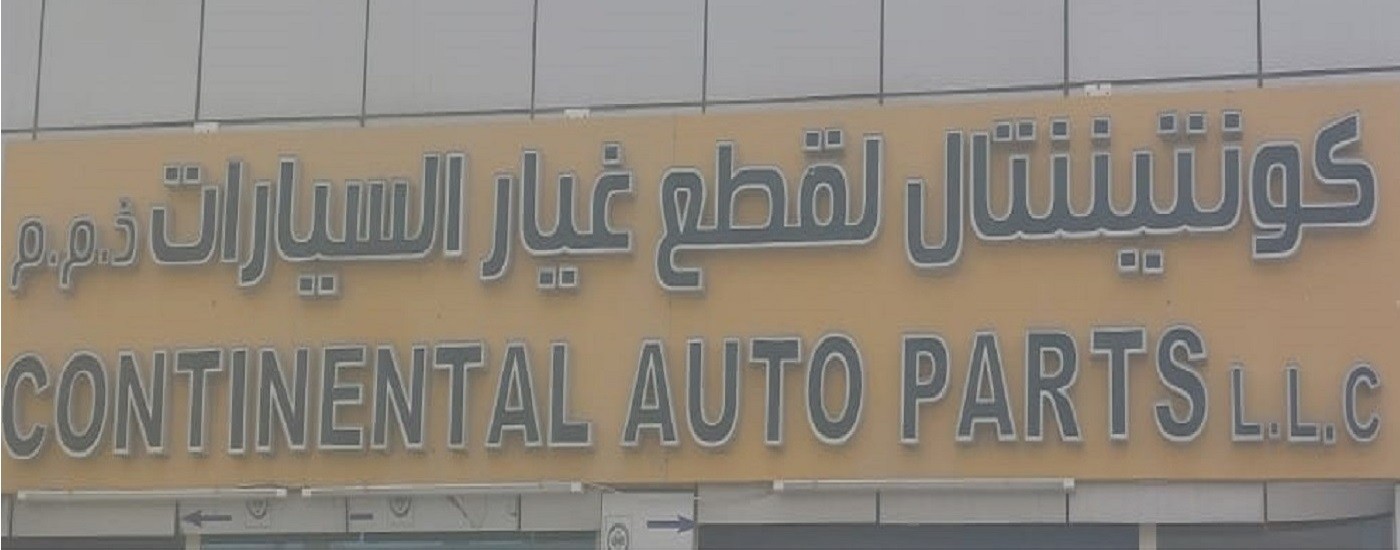 كونتيننتال لقطع غيار السيارات ذ.م.م
CONTINENTAL AUTO PARTS L.L.C